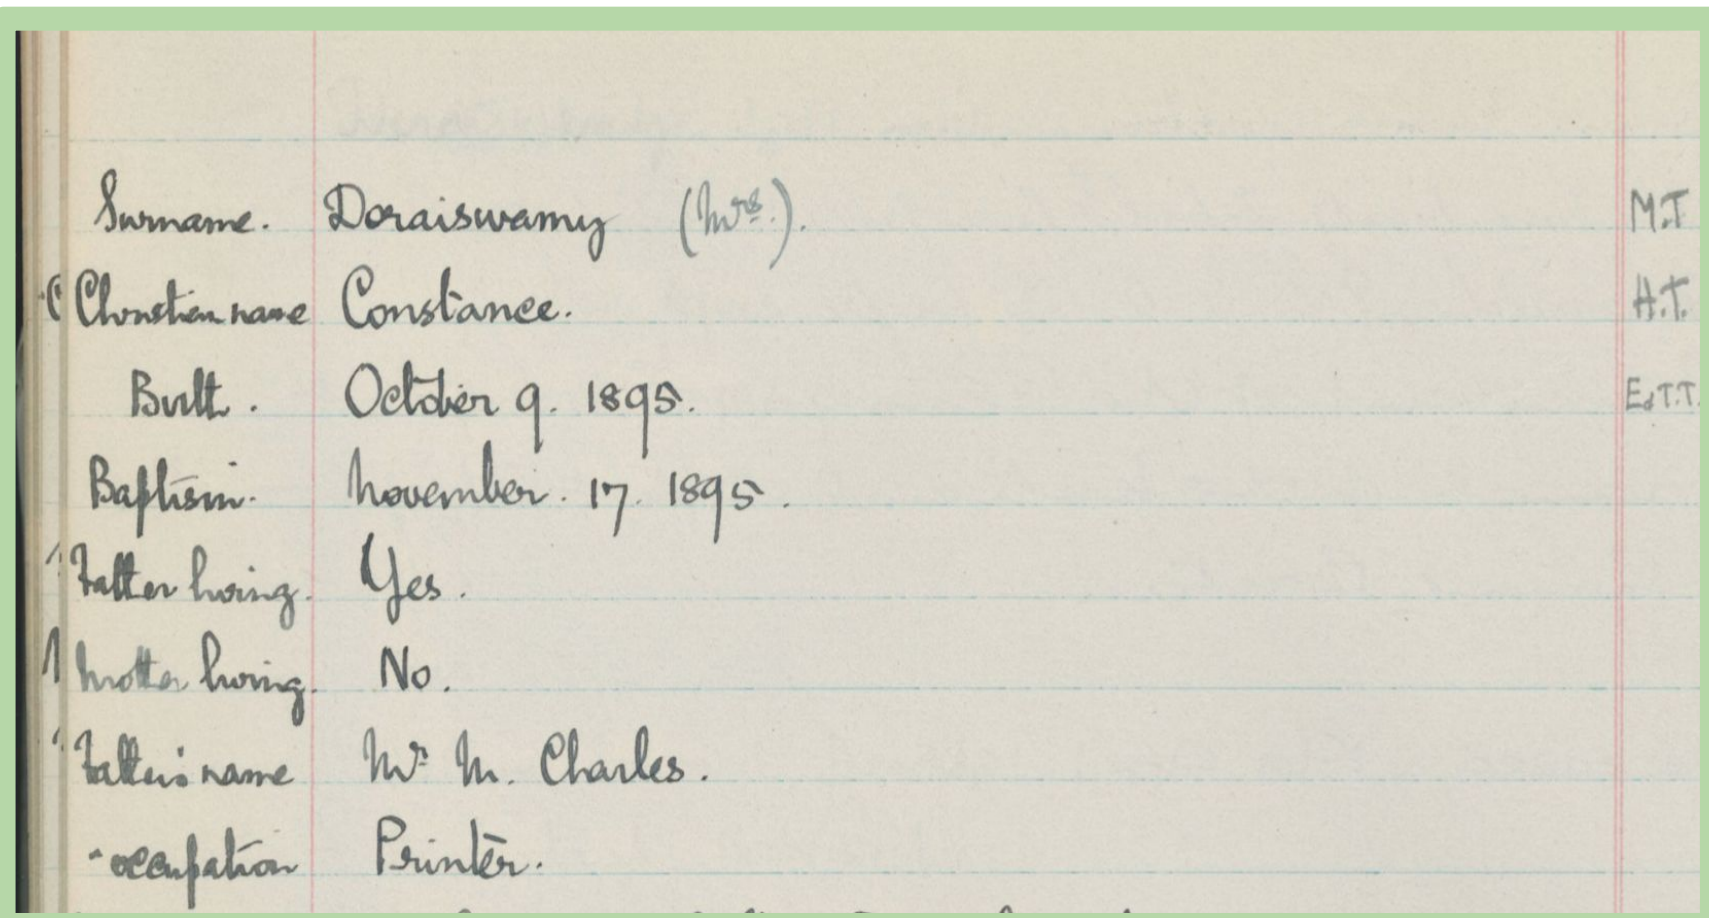 Surname. Doraiswamy (Mrs.). M.T
Christian name Constance. H.T.
Birth. October 9. 1895. Ed T.T.
Baptism. November. 17. 1895.
Father living. Yes.
Mother living. No.
Father's name Mr M. Charles.
occupation Printer.